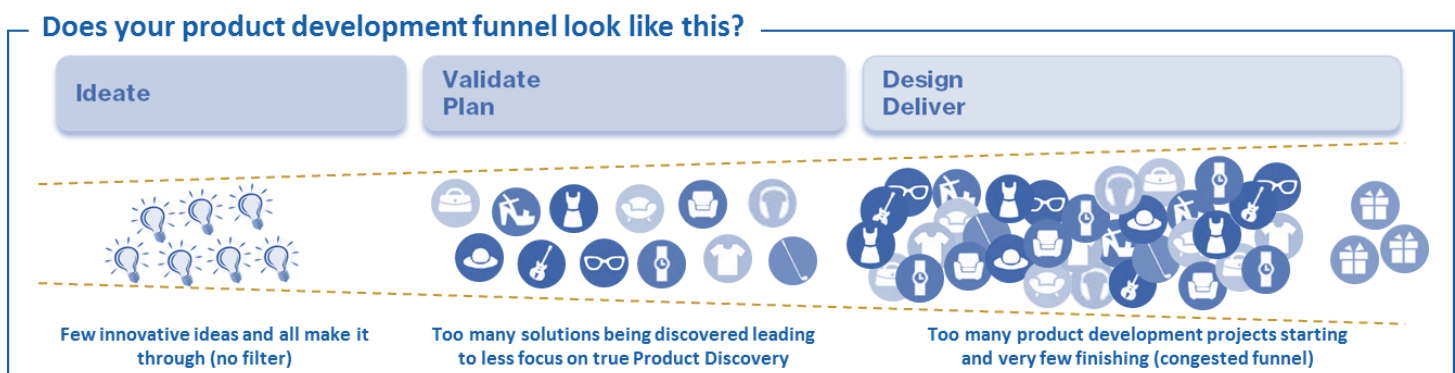 Does your product development funnel look like this?
Ideate
Validate
Plan
Design
Deliver
Few innovative ideas and all make it
through (no filter)
Too many solutions being discovered leading
to less focus on true Product Discovery
Too many product development projects starting
and very few finishing (congested funnel)